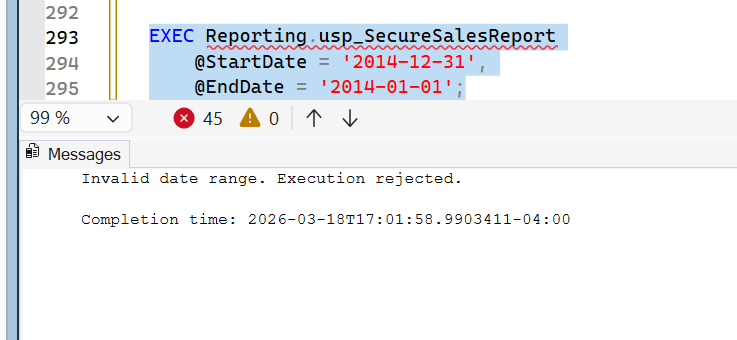 292
293 EXEC Reporting.usp_SecureSalesReport
294 @StartDate = '2014-12-31',
295 @EndDate = '2014-01-01';
99 % 45 0
Messages
Invalid date range. Execution rejected.
Completion time: 2026-03-18T17:01:58.9903411-04:00